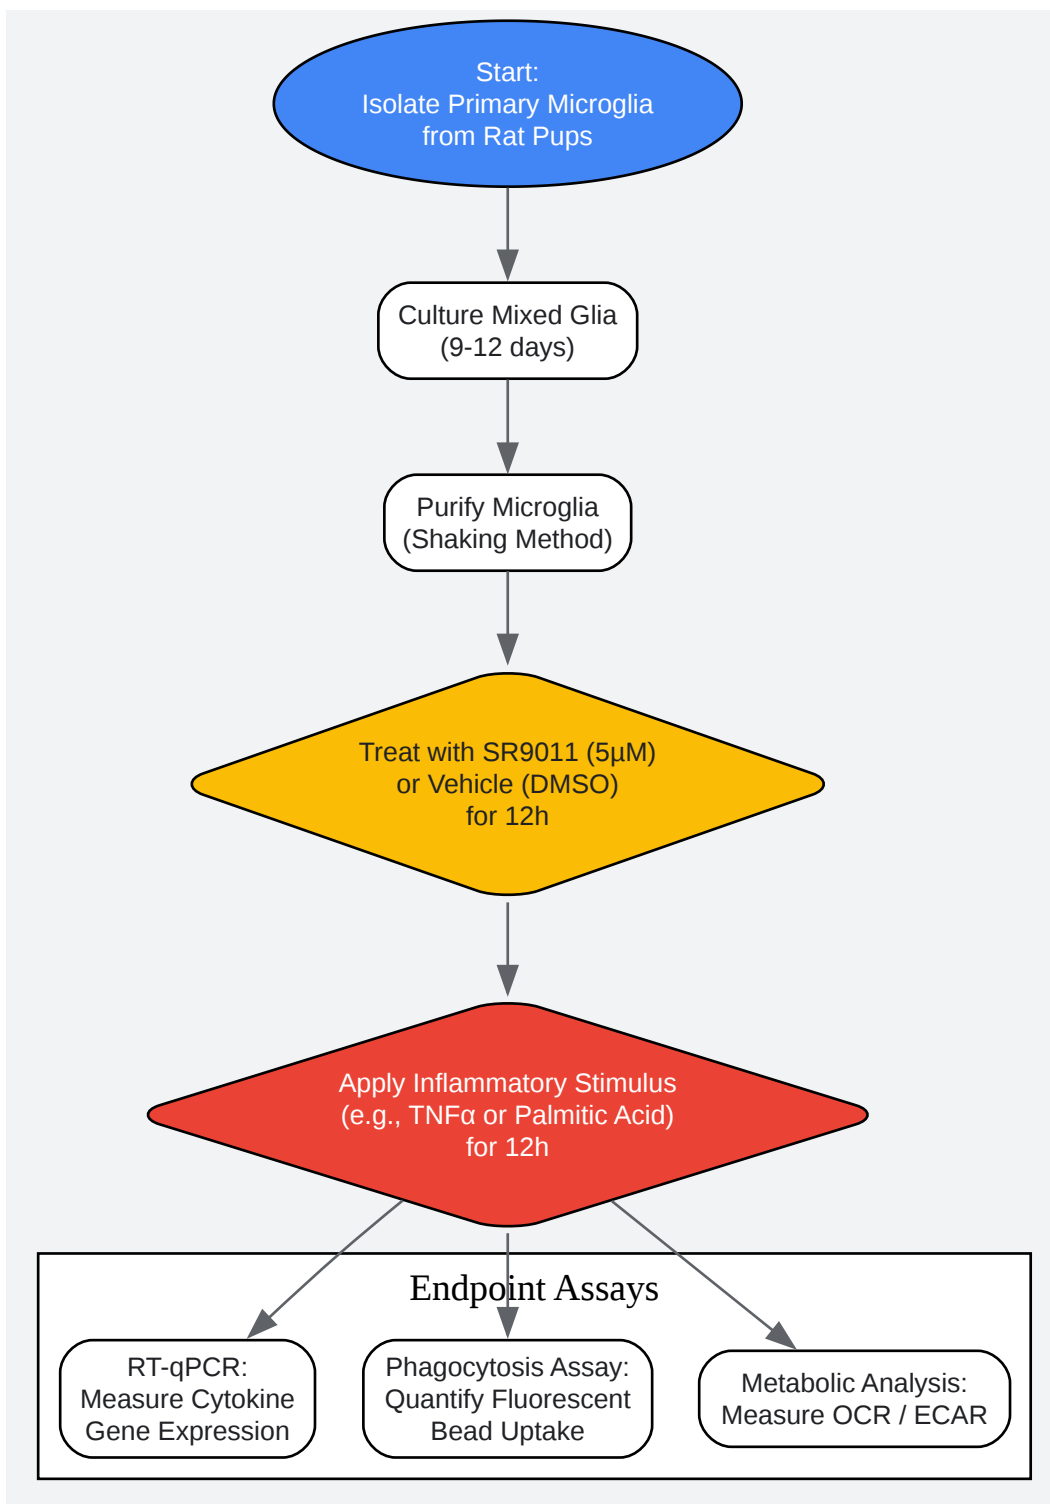 Start:
Isolate Primary Microglia
from Rat Pups
Culture Mixed Glia
(9-12 days)
Purify Microglia
(Shaking Method)
Treat with SR9011 (5µM)
or Vehicle (DMSO)
for 12h
Apply Inflammatory Stimulus
(e.g., TNFα or Palmitic Acid)
for 12h
Endpoint Assays
RT-qPCR:
Measure Cytokine
Gene Expression
Phagocytosis Assay:
Quantify Fluorescent
Bead Uptake
Metabolic Analysis:
Measure OCR / ECAR